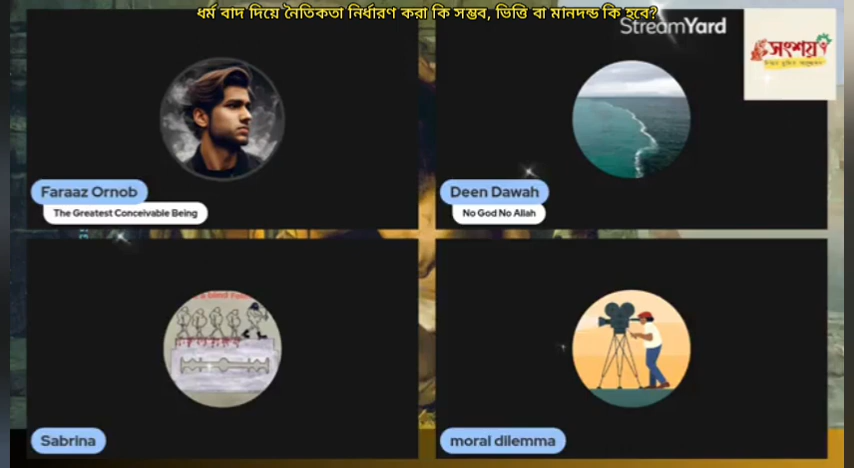 ধর্ম বাদ দিয়ে নৈতিকতা নির্ধারণ করা কি সম্ভব, ভিত্তি বা মানদন্ড কি হবে?
StreamYard
সংশয়
Faraaz Ornob
The Greatest Conceivable Being
Deen Dawah
No God No Allah
Sabrina
moral dilemma